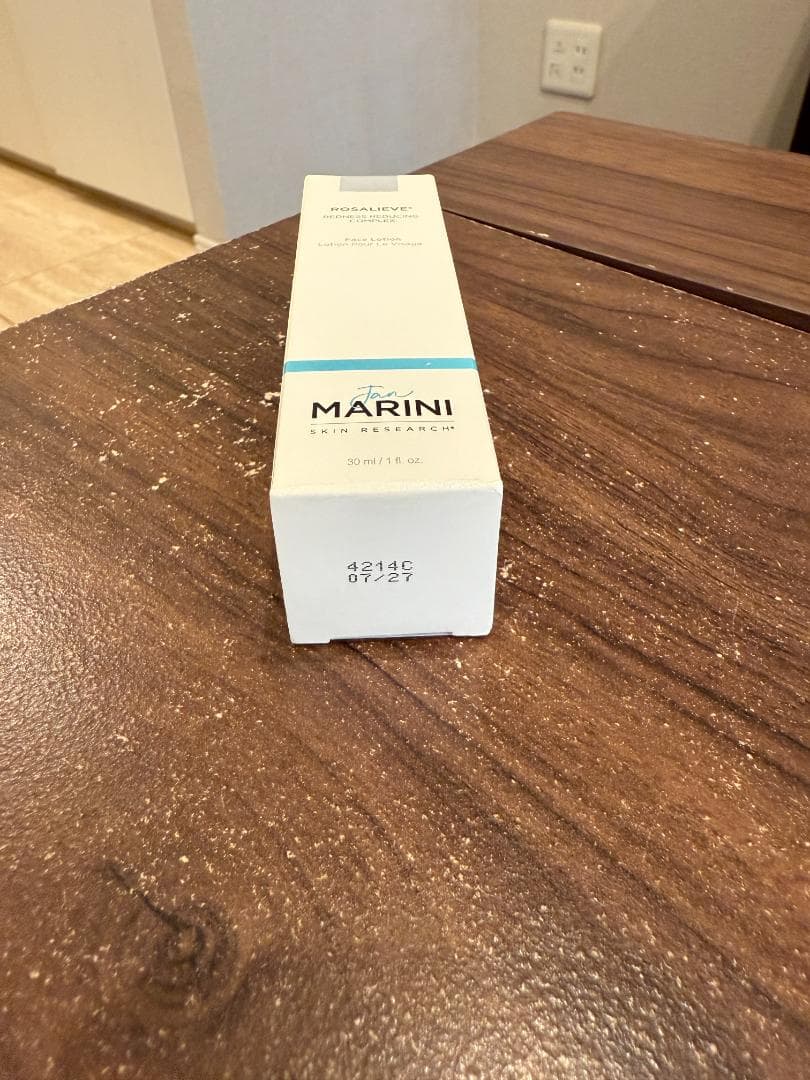 ROSALIEVE®
REDNESS REDUCING
COMPLEX
Face Lotion
Lotion Pour Le Visage
Jan
MARINI
SKIN RESEARCH®
30 ml / 1 fl. oz.
4214C
07/27